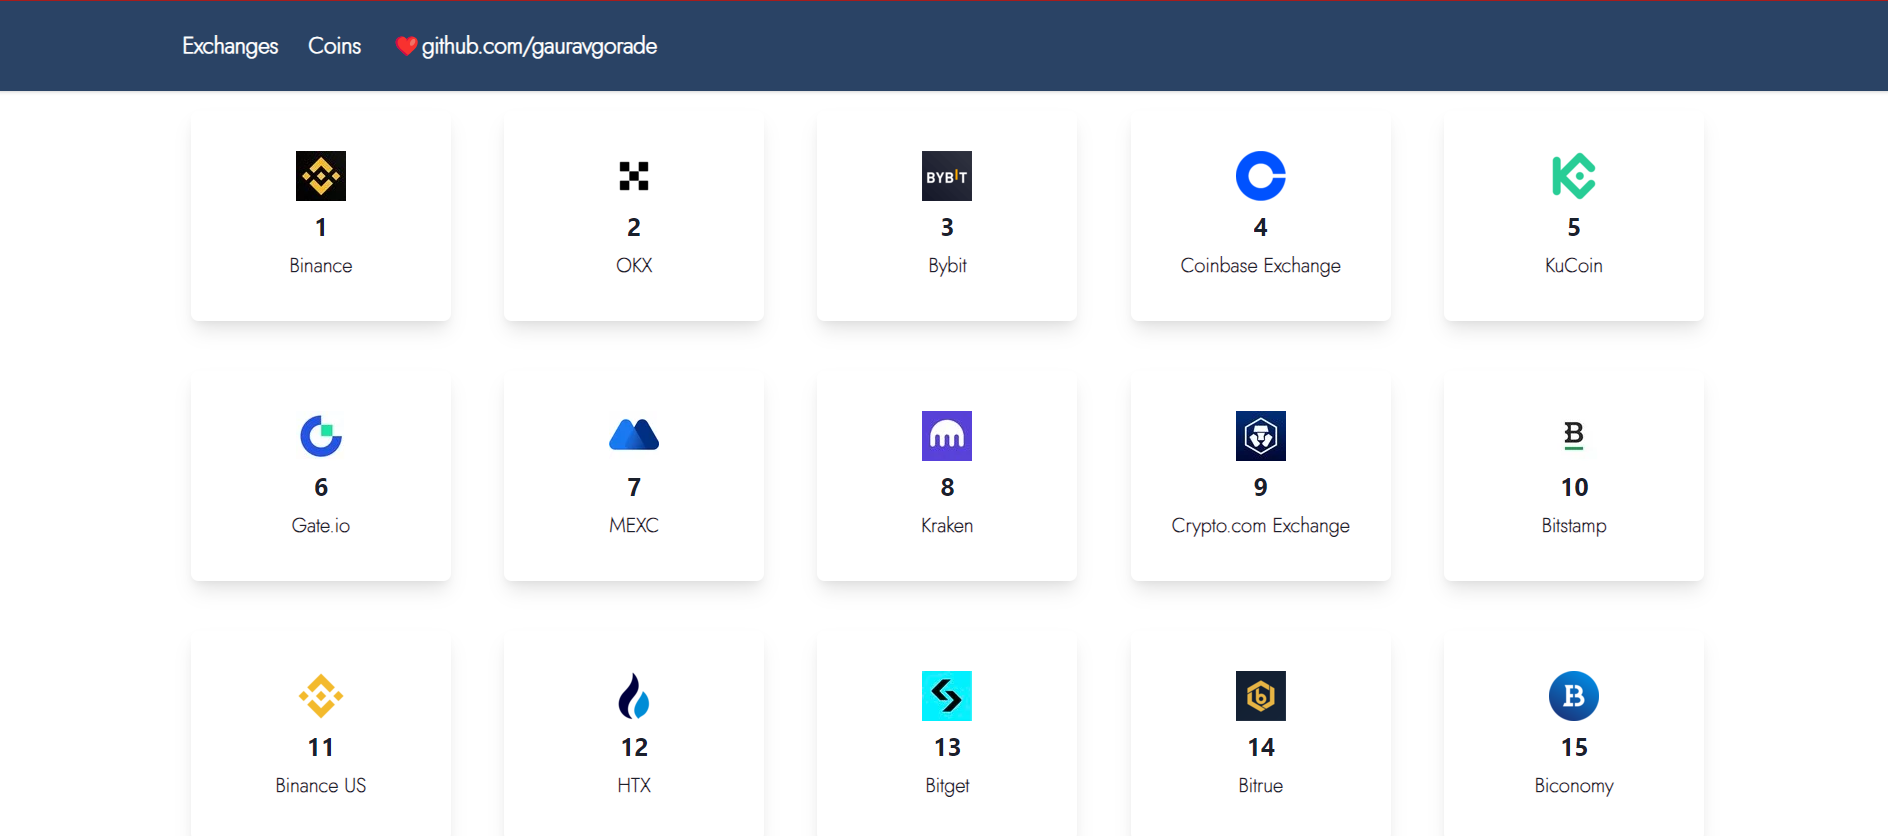 Exchanges Coins ❤️ github.com/gauravgorade
BYBIT
1 2 3 4 5
Binance OKX Bybit Coinbase Exchange KuCoin
6 7 8 9 10
Gate.io MEXC Kraken Crypto.com Exchange Bitstamp
11 12 13 14 15
Binance US HTX Bitget Bitrue Biconomy